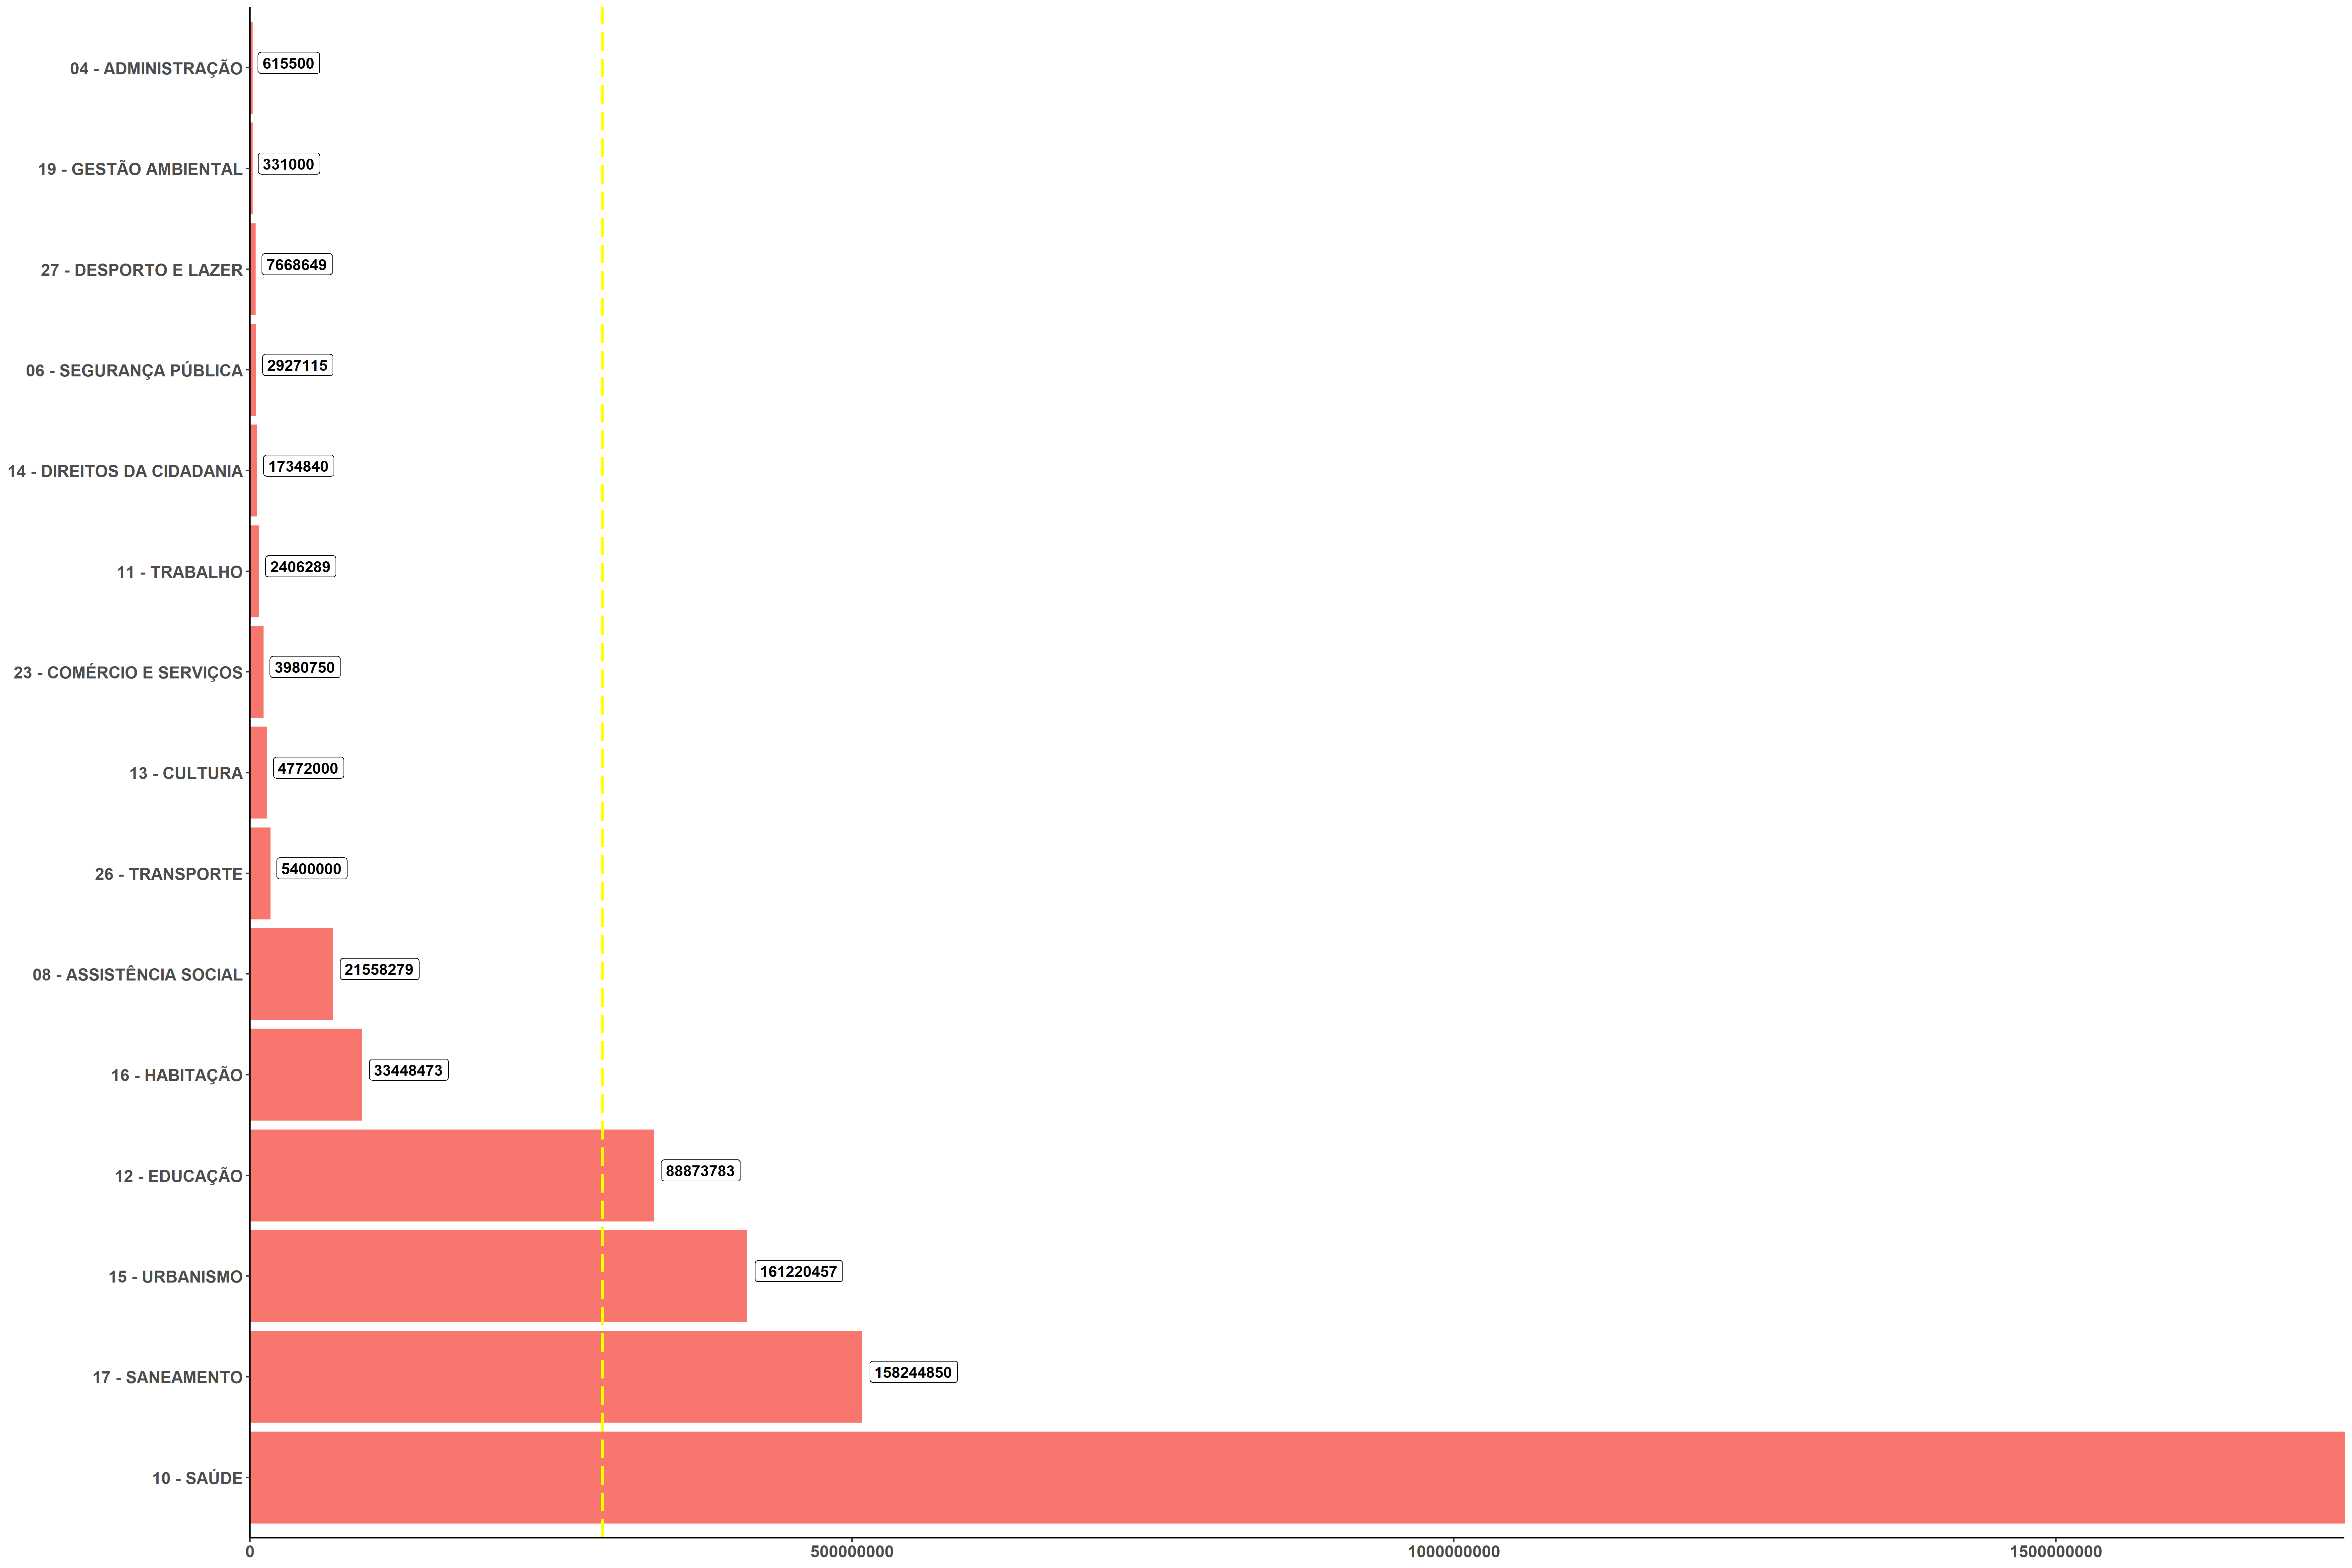 04 - ADMINISTRAÇÃO 615500
19 - GESTÃO AMBIENTAL 331000
27 - DESPORTO E LAZER 7668649
06 - SEGURANÇA PÚBLICA 2927115
14 - DIREITOS DA CIDADANIA 1734840
11 - TRABALHO 2406289
23 - COMÉRCIO E SERVIÇOS 3980750
13 - CULTURA 4772000
26 - TRANSPORTE 5400000
08 - ASSISTÊNCIA SOCIAL 21558279
16 - HABITAÇÃO 33448473
12 - EDUCAÇÃO 88873783
15 - URBANISMO 161220457
17 - SANEAMENTO 158244850
10 - SAÚDE
0 500000000 1000000000 1500000000